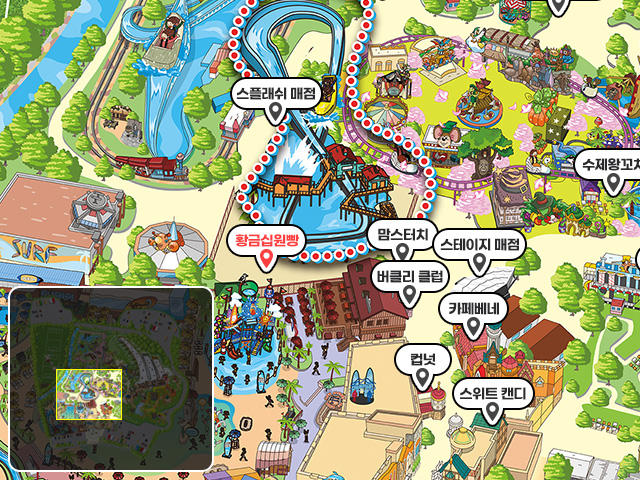 스플래쉬 매점
수제왕꼬치
황금십원빵
맘스터치
스테이지 매점
버클리 클럽
카페베네
컵넛
스위트 캔디
SURF